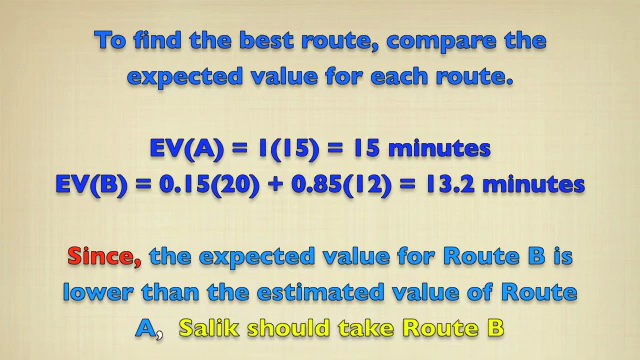 To find the best route, compare the
expected value for each route.
EV(A) = 1(15) = 15 minutes
EV(B) = 0.15(20) + 0.85(12) = 13.2 minutes
Since, the expected value for Route B is
lower than the estimated value of Route
A, Salik should take Route B